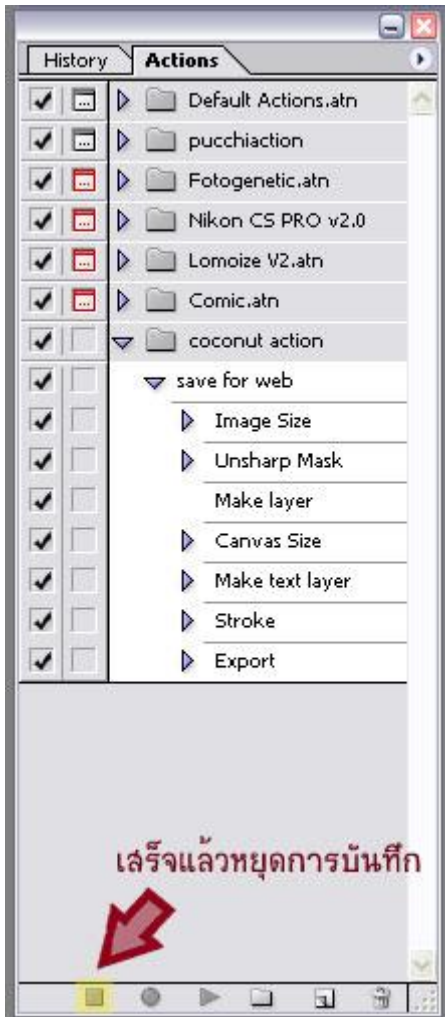 History Actions
Default Actions.atn
pucchiaction
Fotogenetic.atn
Nikon CS PRO v2.0
Lomoize V2.atn
Comic.atn
coconut action
save for web
Image Size
Unsharp Mask
Make layer
Canvas Size
Make text layer
Stroke
Export
เสร็จแล้วหยุดการบันทึก